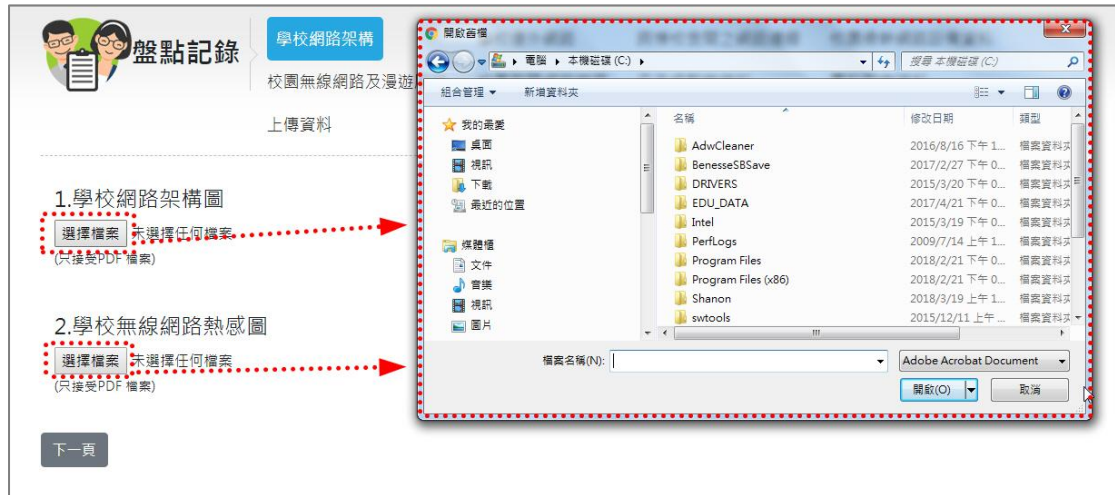 盤點記錄
學校網路架構
校園無線網路及漫遊
上傳資料
1.學校網路架構圖
選擇檔案 未選擇任何檔案
(只接受PDF 檔案)
2.學校無線網路熱感圖
選擇檔案 未選擇任何檔案
(只接受PDF 檔案)
下一頁
開啟舊檔
電腦 本機磁碟 (C:)
搜尋 本機磁碟 (C:)
組合管理 新增資料夾
我的最愛
桌面
視訊
下載
最近的位置
媒體櫃
文件
音樂
視訊
圖片
名稱 修改日期 類型
AdwCleaner 2016/8/16 下午 1... 檔案資料夾
BenesseSBSave 2017/2/27 下午 0... 檔案資料夾
DRIVERS 2015/3/20 下午 0... 檔案資料夾
EDU_DATA 2017/4/21 下午 0... 檔案資料夾
Intel 2015/3/19 下午 0... 檔案資料夾
PerfLogs 2009/7/14 上午 1... 檔案資料夾
Program Files 2018/2/21 下午 0... 檔案資料夾
Program Files (x86) 2018/2/21 下午 0... 檔案資料夾
Shanon 2018/3/19 上午 1... 檔案資料夾
swtools 2015/12/11 上午 ... 檔案資料夾
檔案名稱(N):
Adobe Acrobat Document
開啟(O) 取消